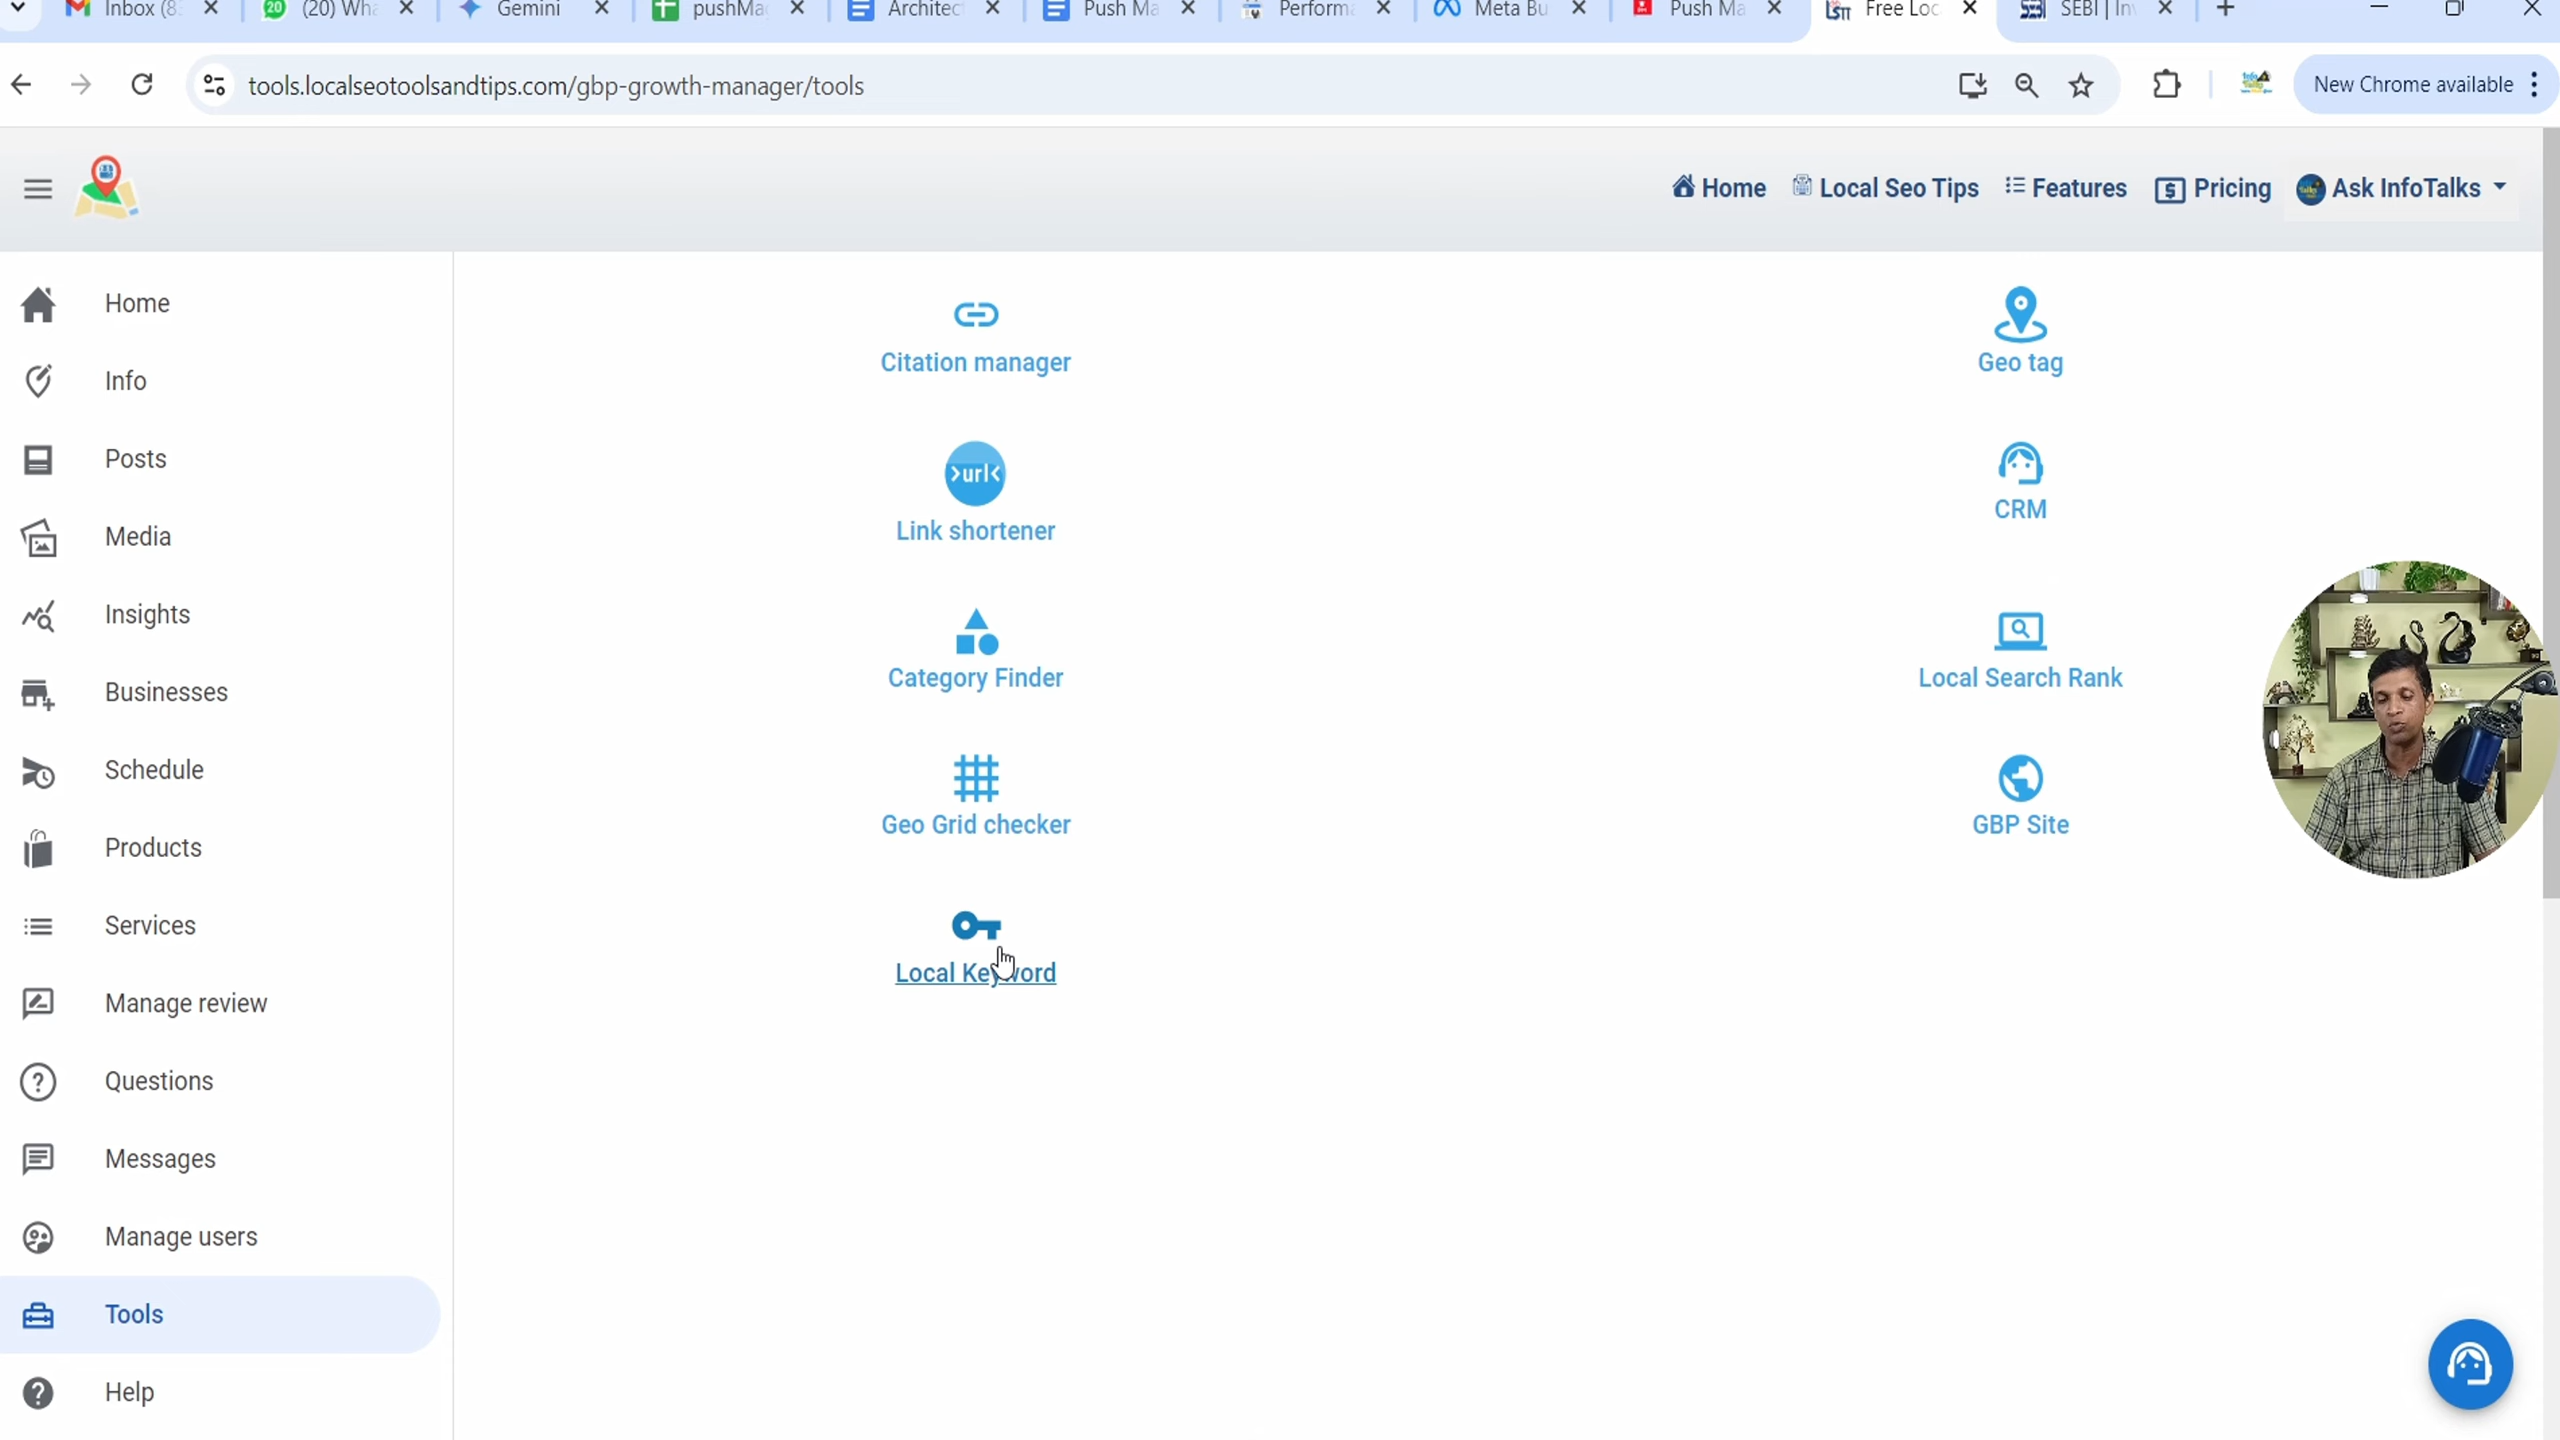 Inbox (8
(20) Wha
Gemini
pushMag
Architec
Push Ma
Perform
Meta Bu
Push Ma
Free Loc
SEBI | In
tools.localseotoolsandtips.com/gbp-growth-manager/tools
New Chrome available
Home
Local Seo Tips
Features
Pricing
Ask InfoTalks
Home
Info
Posts
Media
Insights
Businesses
Schedule
Products
Services
Manage review
Questions
Messages
Manage users
Tools
Help
Citation manager
Geo tag
>url<
Link shortener
CRM
Category Finder
Local Search Rank
Geo Grid checker
GBP Site
Local Keyword